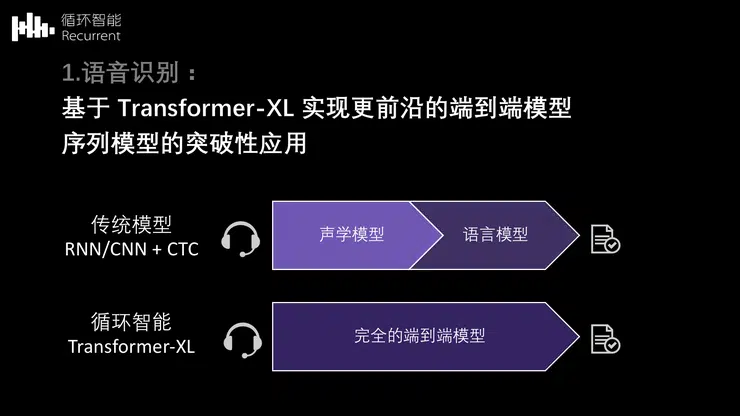 循环智能
Recurrent
1.语音识别：
基于 Transformer-XL 实现更前沿的端到端模型
序列模型的突破性应用
传统模型
RNN/CNN + CTC
声学模型
语言模型
循环智能
Transformer-XL
完全的端到端模型